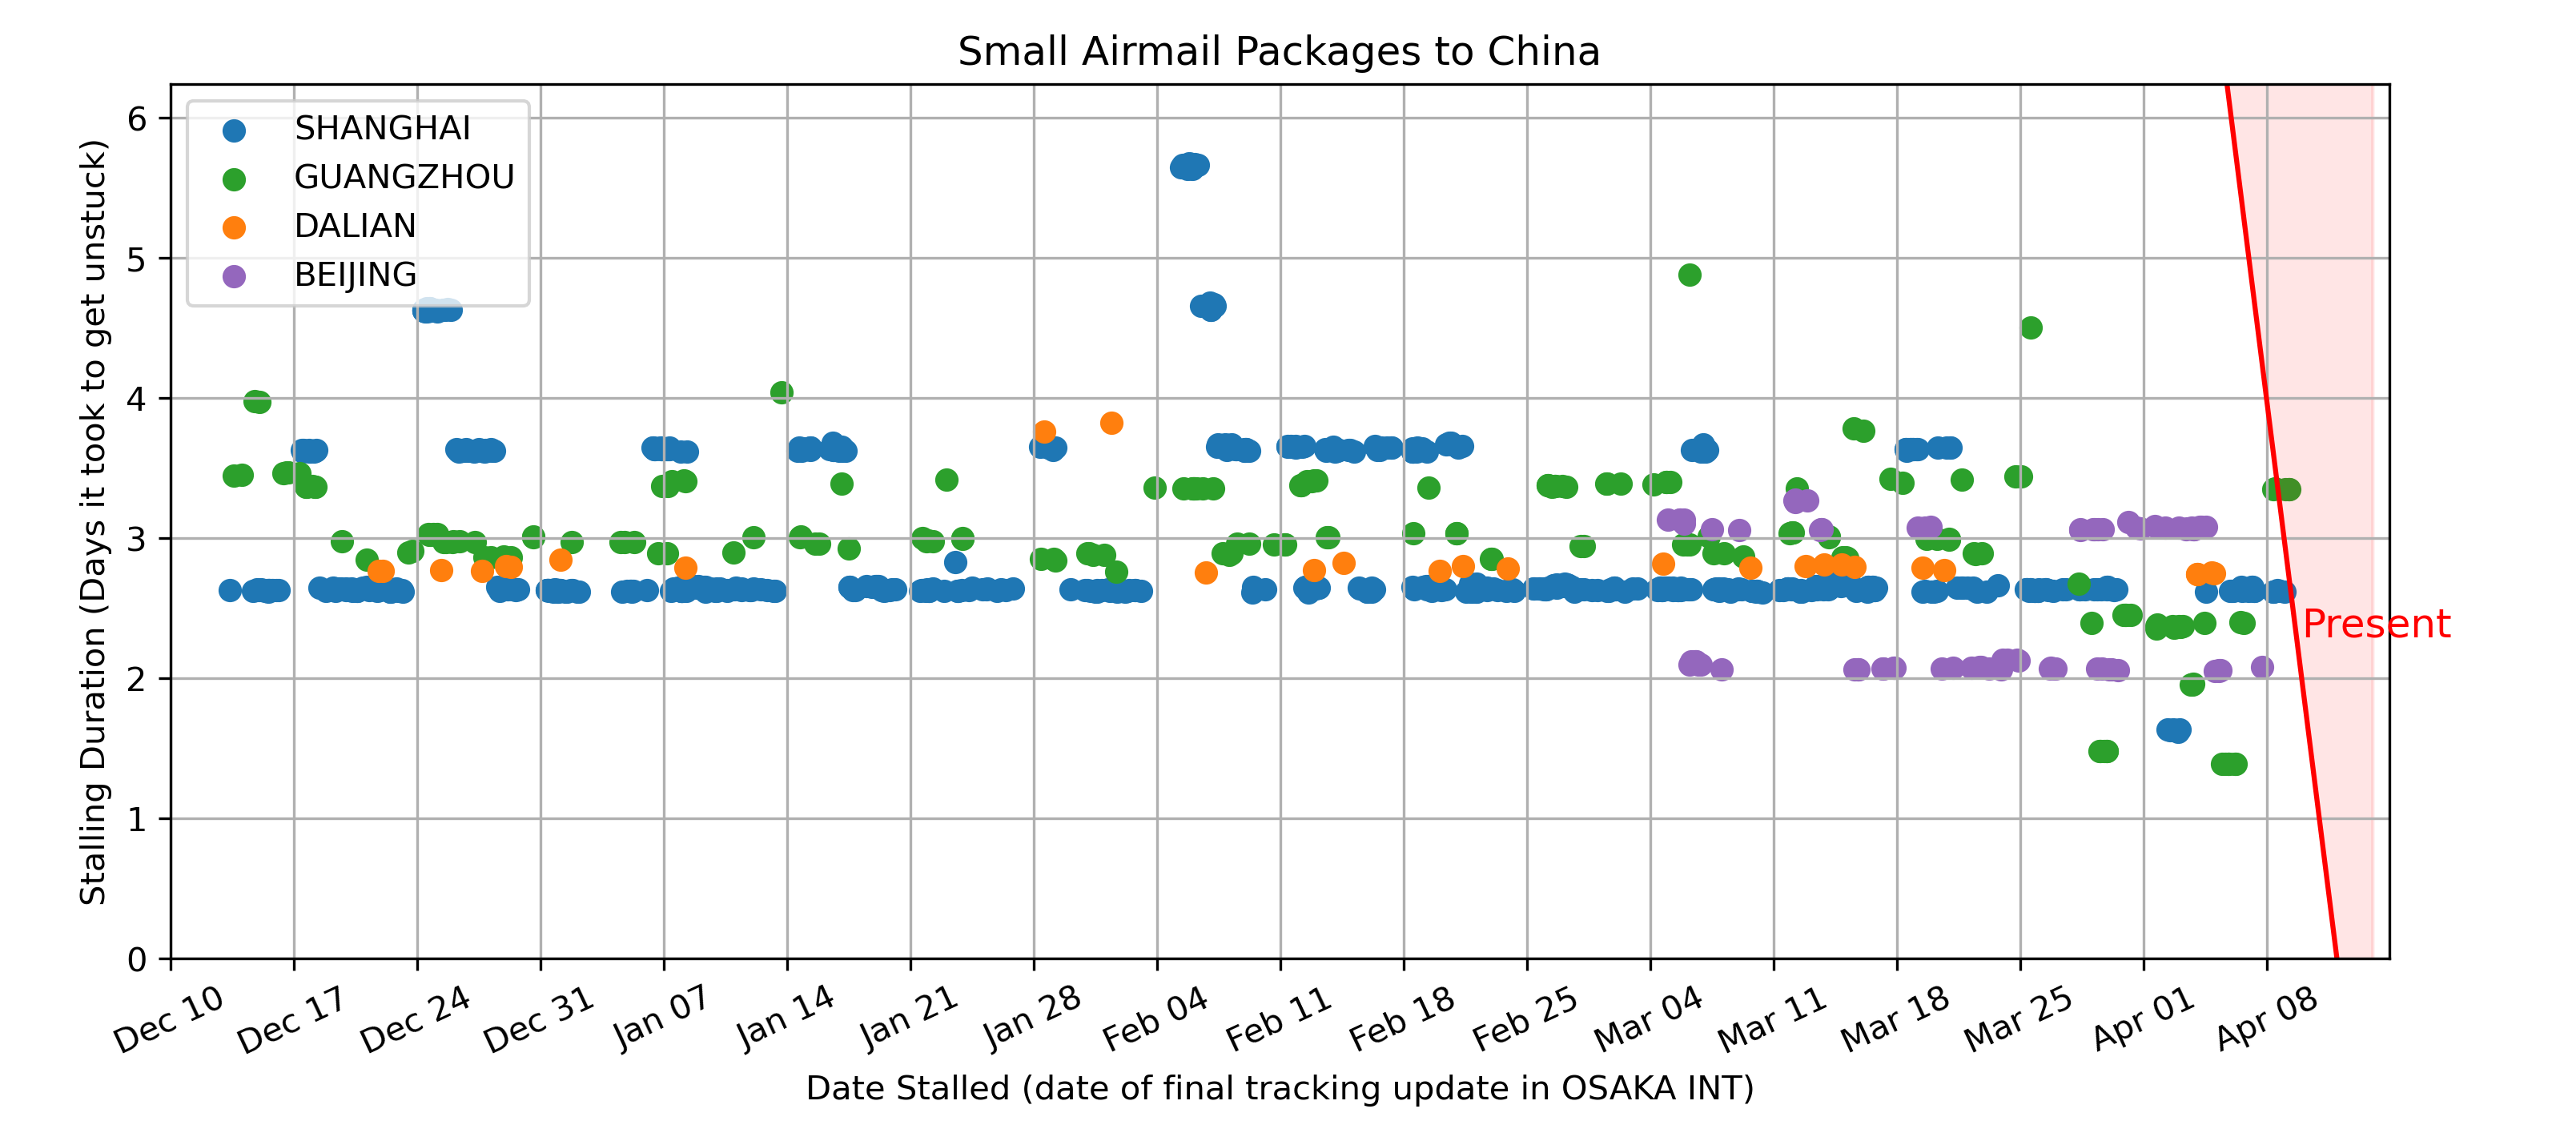 Small Airmail Packages to China
SHANGHAI
GUANGZHOU
DALIAN
BEIJING
Stalling Duration (Days it took to get unstuck)
6
5
4
3
2
1
0
Present
Dec 10
Dec 17
Dec 24
Dec 31
Jan 07
Jan 14
Jan 21
Jan 28
Feb 04
Feb 11
Feb 18
Feb 25
Mar 04
Mar 11
Mar 18
Mar 25
Apr 01
Apr 08
Date Stalled (date of final tracking update in OSAKA INT)